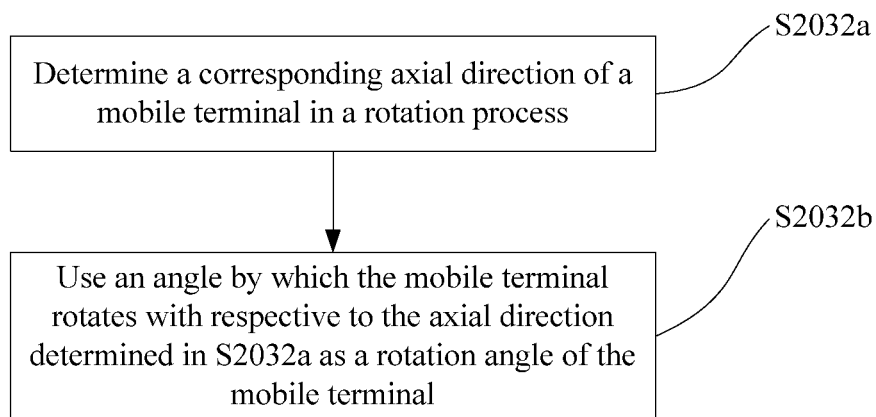 S2032a
Determine a corresponding axial direction of a
mobile terminal in a rotation process
S2032b
Use an angle by which the mobile terminal
rotates with respective to the axial direction
determined in S2032a as a rotation angle of the
mobile terminal